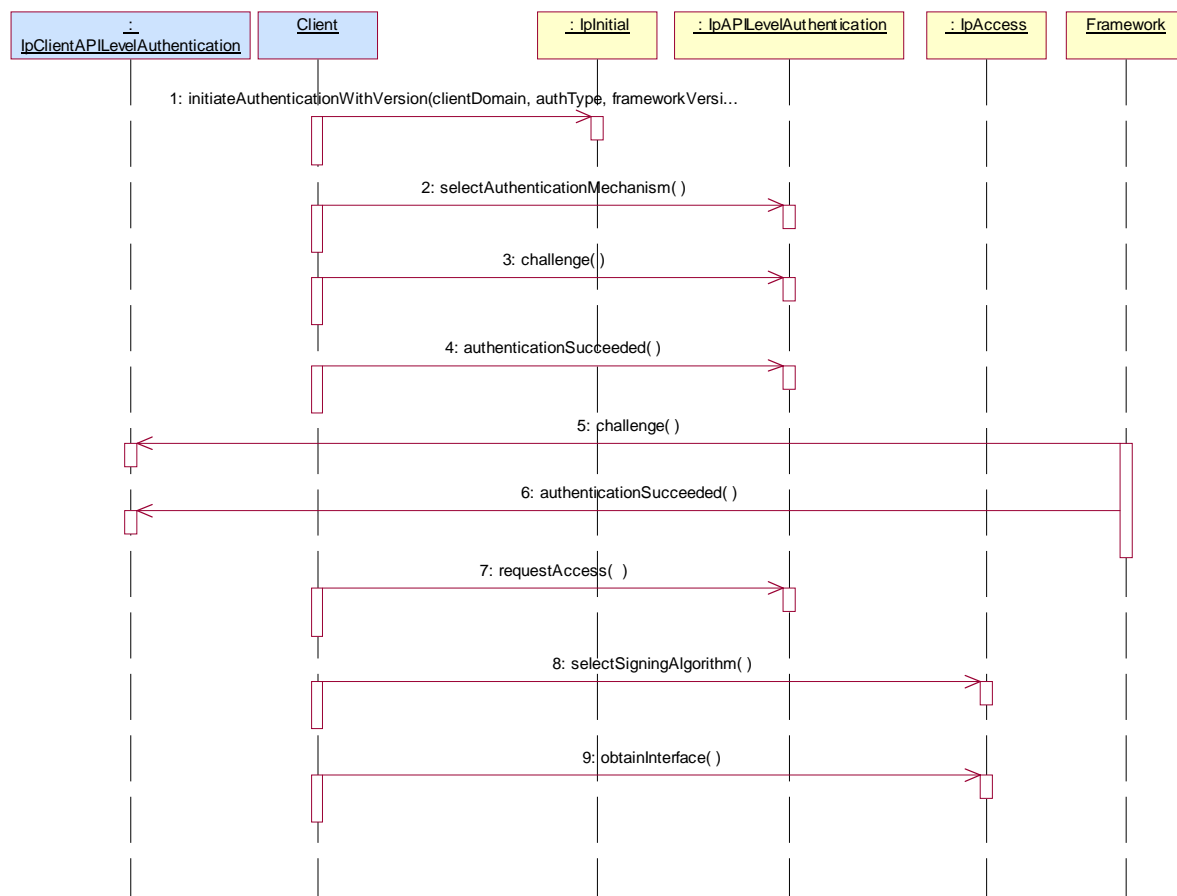 :
IpClientAPILevelAuthentication
Client
: IpInitial
: IpAPILevelAuthentication
: IpAccess
Framework
1: initiateAuthenticationWithVersion(clientDomain, authType, frameworkVersi...
2: selectAuthenticationMechanism( )
3: challenge( )
4: authenticationSucceeded( )
5: challenge( )
6: authenticationSucceeded( )
7: requestAccess( )
8: selectSigningAlgorithm( )
9: obtainInterface( )